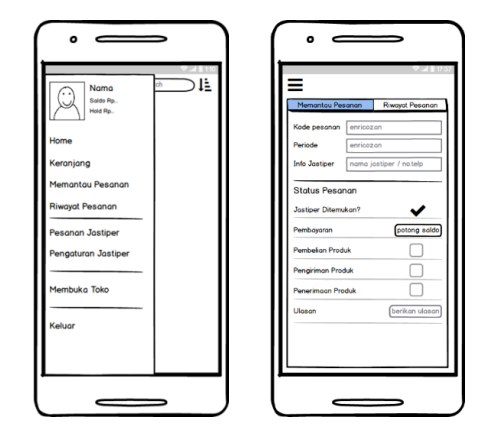 Nama
Saldo Rp..
Hold Rp..
Home
Keranjang
Memantau Pesanan
Riwayat Pesanan
Pesanan Jastiper
Pengaturan Jastiper
Membuka Toko
Keluar
Memantau Pesanan
Riwayat Pesanan
Kode pesanan
enricozan
Periode
enricozan
Info Jastiper
nama jastiper / no.telp
Status Pesanan
Jastiper Ditemukan?
Pembayaran
potong saldo
Pembelian Produk
Pengiriman Produk
Penerimaan Produk
Ulasan
berikan ulasan